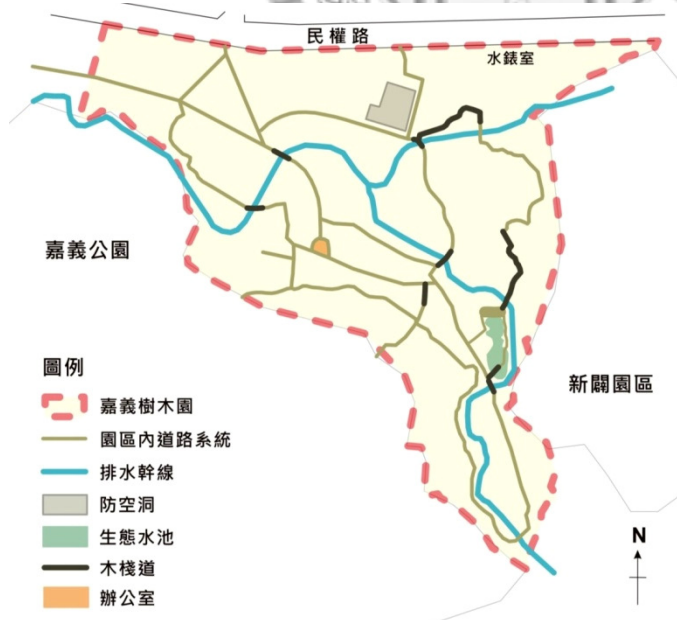 民權路
水錶室
嘉義公園
新闢園區
圖例
嘉義樹木園
園區內道路系統
排水幹線
防空洞
生態水池
木棧道
辦公室
N